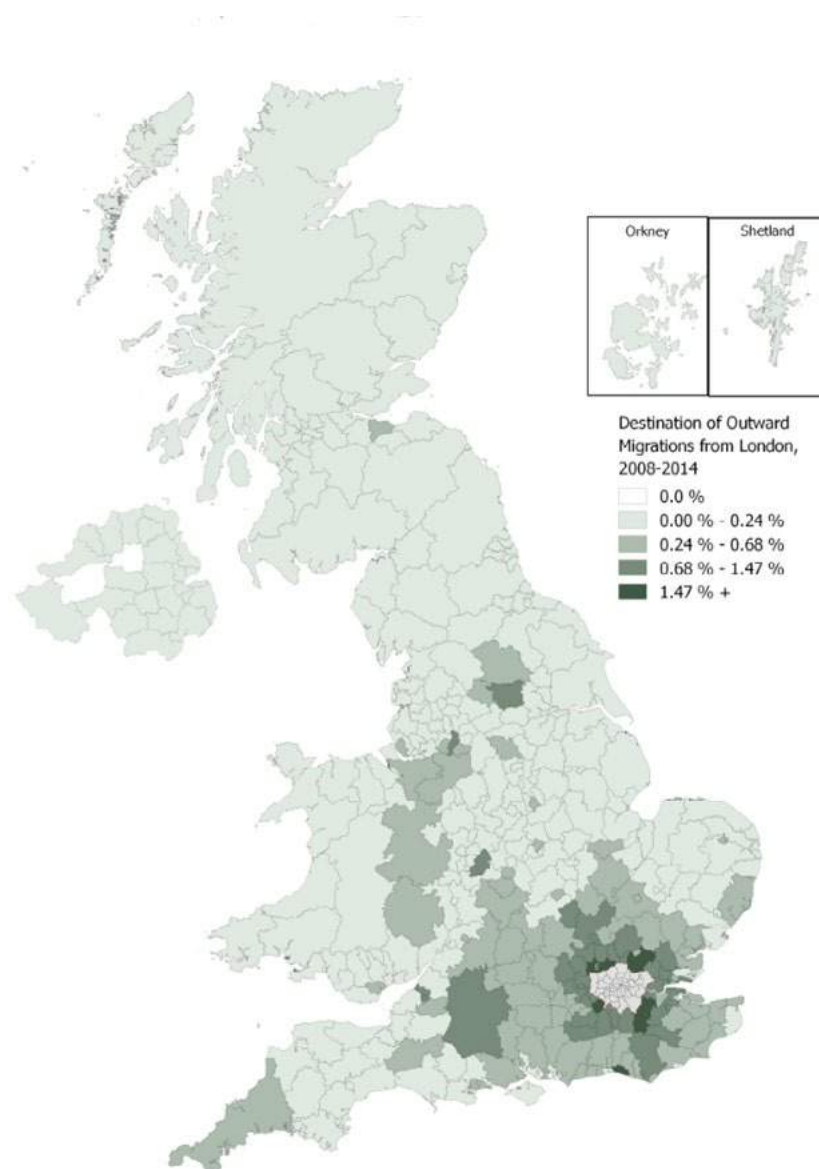 Orkney
Shetland
Destination of Outward
Migrations from London,
2008-2014
0.0 %
0.00 % - 0.24 %
0.24 % - 0.68 %
0.68 % - 1.47 %
1.47 % +